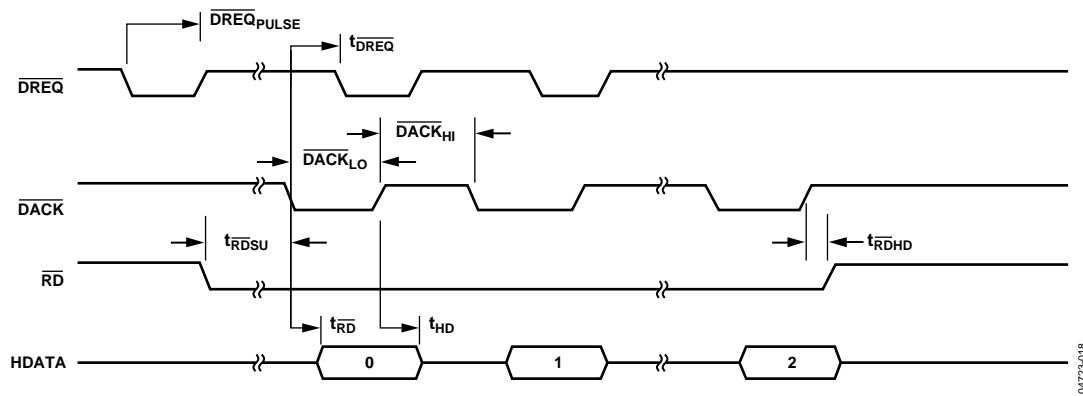 DREQPULSE
tDREQ
DREQ
DACKHI
DACKLO
DACK
tRDSU
tRDHD
RD
tRD
tHD
HDATA
0
1
2
04723-018